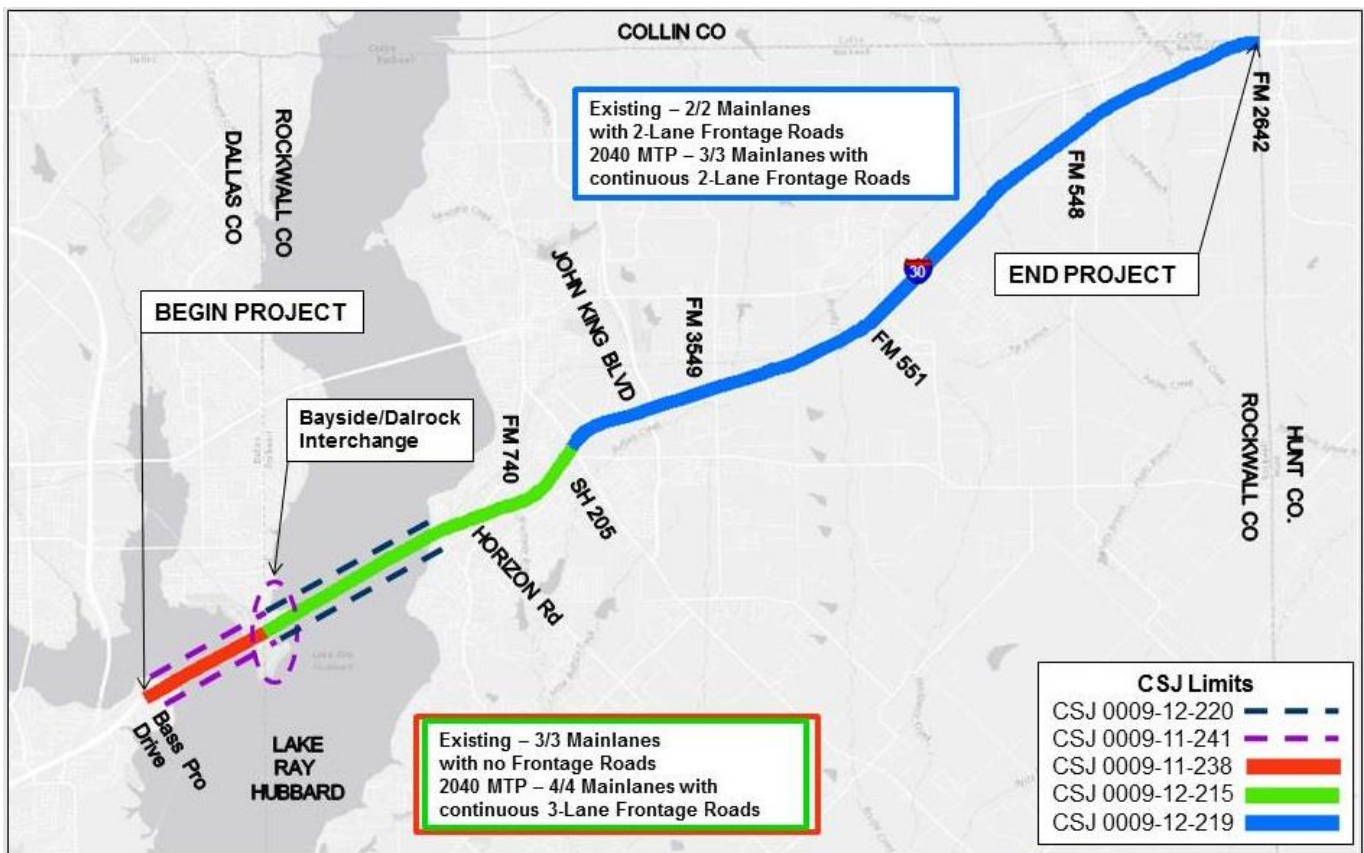 COLLIN CO
ROCKWALL CO
DALLAS CO
Existing – 2/2 Mainlanes
with 2-Lane Frontage Roads
2040 MTP – 3/3 Mainlanes with
continuous 2-Lane Frontage Roads
FM 2642
FM 548
30
END PROJECT
BEGIN PROJECT
JOHN KING BLVD
FM 3549
FM 551
Bayside/Dalrock
Interchange
FM 740
SH 205
HORIZON Rd
ROCKWALL CO
HUNT CO.
Bass Pro
Drive
LAKE
RAY
HUBBARD
Lake Ray
Hubbard
Existing – 3/3 Mainlanes
with no Frontage Roads
2040 MTP – 4/4 Mainlanes with
continuous 3-Lane Frontage Roads
CSJ Limits
CSJ 0009-12-220
CSJ 0009-11-241
CSJ 0009-11-238
CSJ 0009-12-215
CSJ 0009-12-219